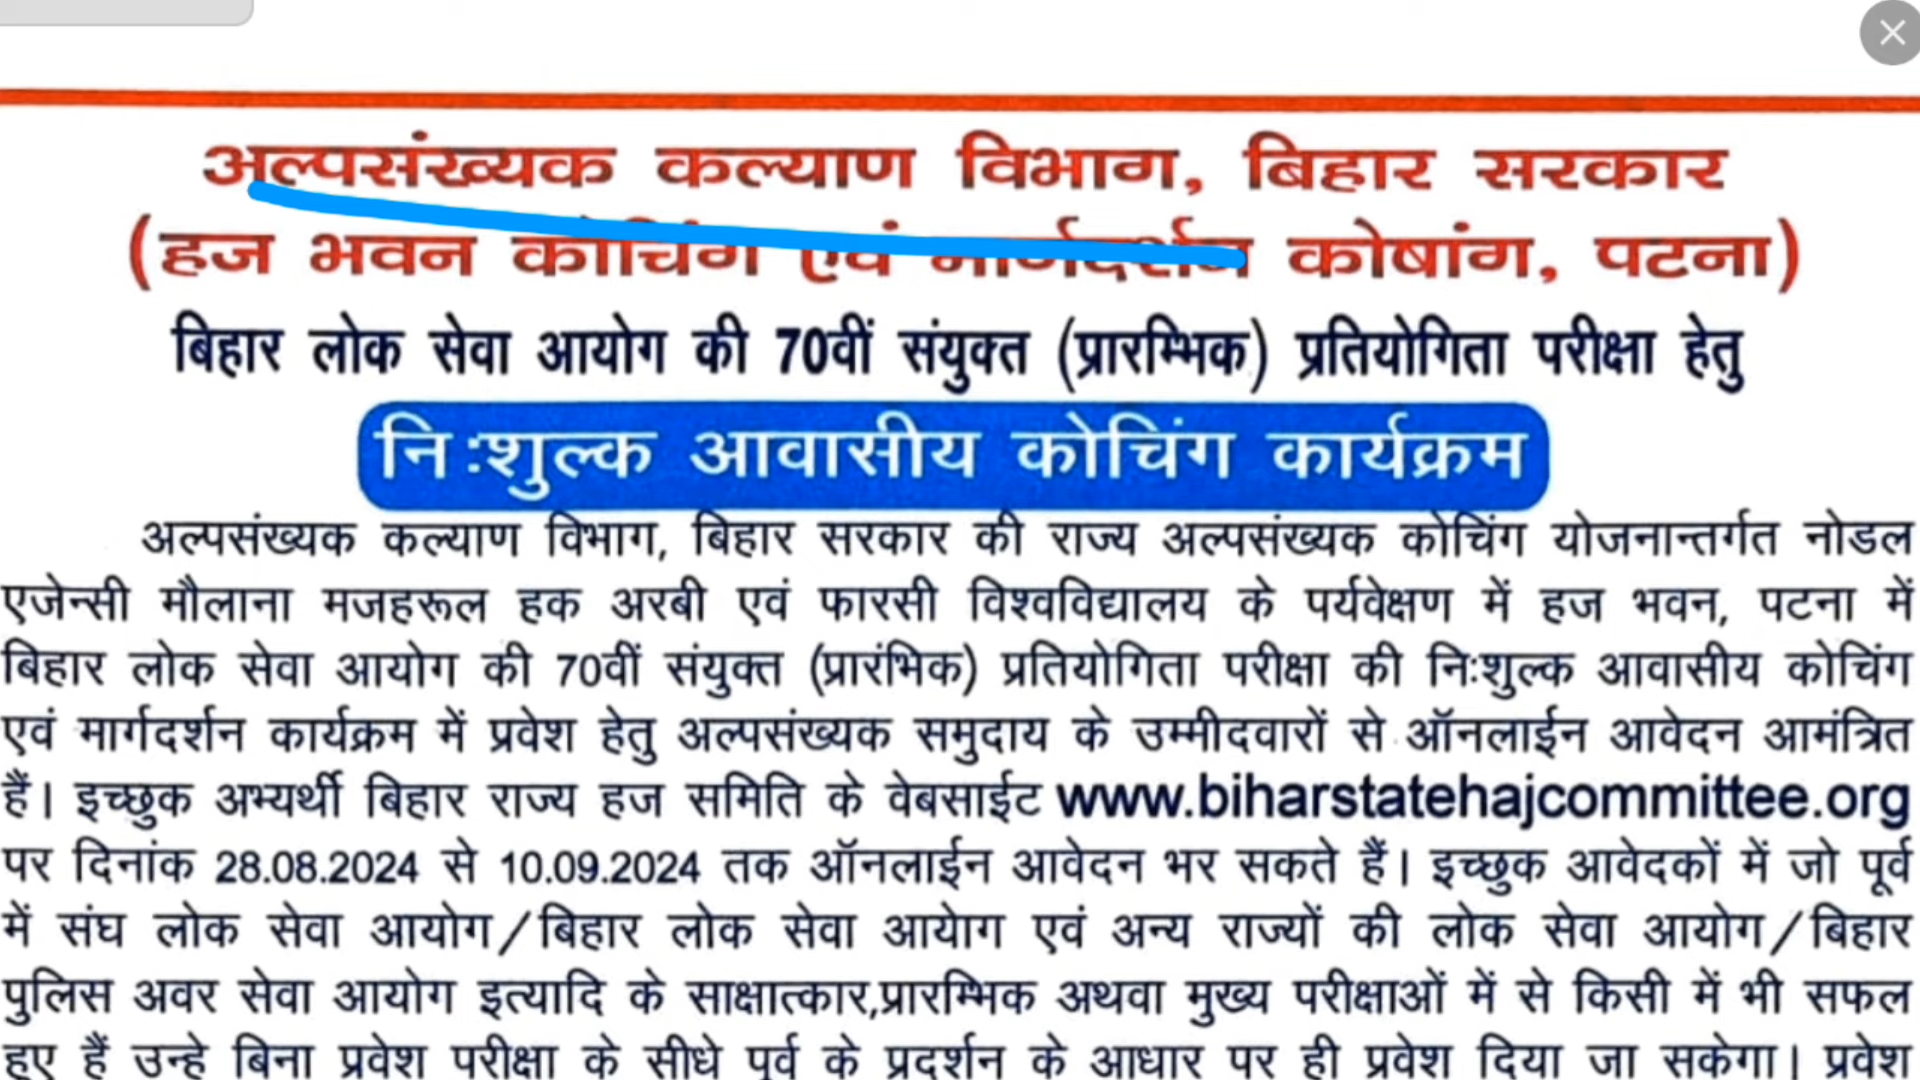 अल्पसंख्यक कल्याण विभाग, बिहार सरकार
(हज भवन कोचिंग एवं मार्गदर्शन कोषांग, पटना)
बिहार लोक सेवा आयोग की 70वीं संयुक्त (प्रारम्भिक) प्रतियोगिता परीक्षा हेतु
नि:शुल्क आवासीय कोचिंग कार्यक्रम
अल्पसंख्यक कल्याण विभाग, बिहार सरकार की राज्य अल्पसंख्यक कोचिंग योजनान्तर्गत नोडल
एजेन्सी मौलाना मजहरूल हक अरबी एवं फारसी विश्वविद्यालय के पर्यवेक्षण में हज भवन, पटना में
बिहार लोक सेवा आयोग की 70वीं संयुक्त (प्रारंभिक) प्रतियोगिता परीक्षा की नि:शुल्क आवासीय कोचिंग
एवं मार्गदर्शन कार्यक्रम में प्रवेश हेतु अल्पसंख्यक समुदाय के उम्मीदवारों से ऑनलाईन आवेदन आमंत्रित
हैं। इच्छुक अभ्यर्थी बिहार राज्य हज समिति के वेबसाईट www.biharstatehajcommittee.org
पर दिनांक 28.08.2024 से 10.09.2024 तक ऑनलाईन आवेदन भर सकते हैं। इच्छुक आवेदकों में जो पूर्व
में संघ लोक सेवा आयोग/बिहार लोक सेवा आयेाग एवं अन्य राज्यों की लोक सेवा आयोग/बिहार
पुलिस अवर सेवा आयोग इत्यादि के साक्षात्कार,प्रारम्भिक अथवा मुख्य परीक्षाओं में से किसी में भी सफल
हुए हैं उन्हे बिना प्रवेश परीक्षा के सीधे पूर्व के प्रदर्शन के आधार पर ही प्रवेश दिया जा सकेगा। प्रवेश